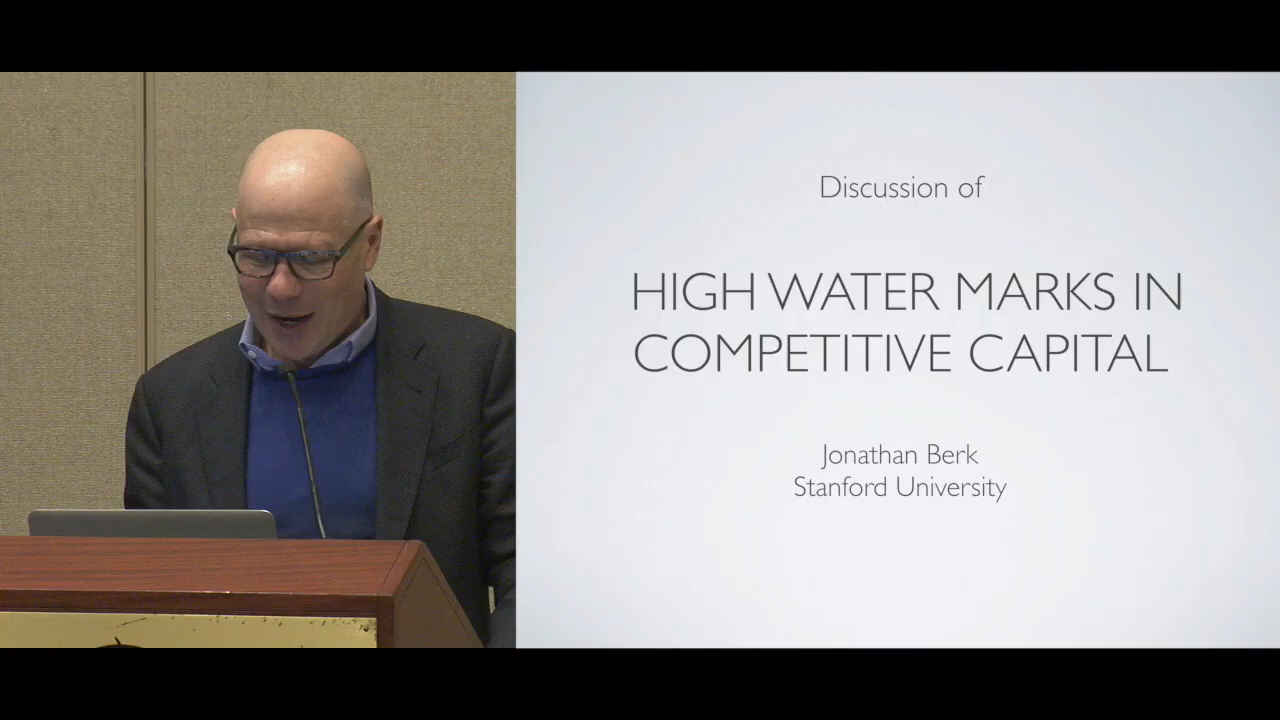 Discussion of
HIGH WATER MARKS IN
COMPETITIVE CAPITAL
Jonathan Berk
Stanford University